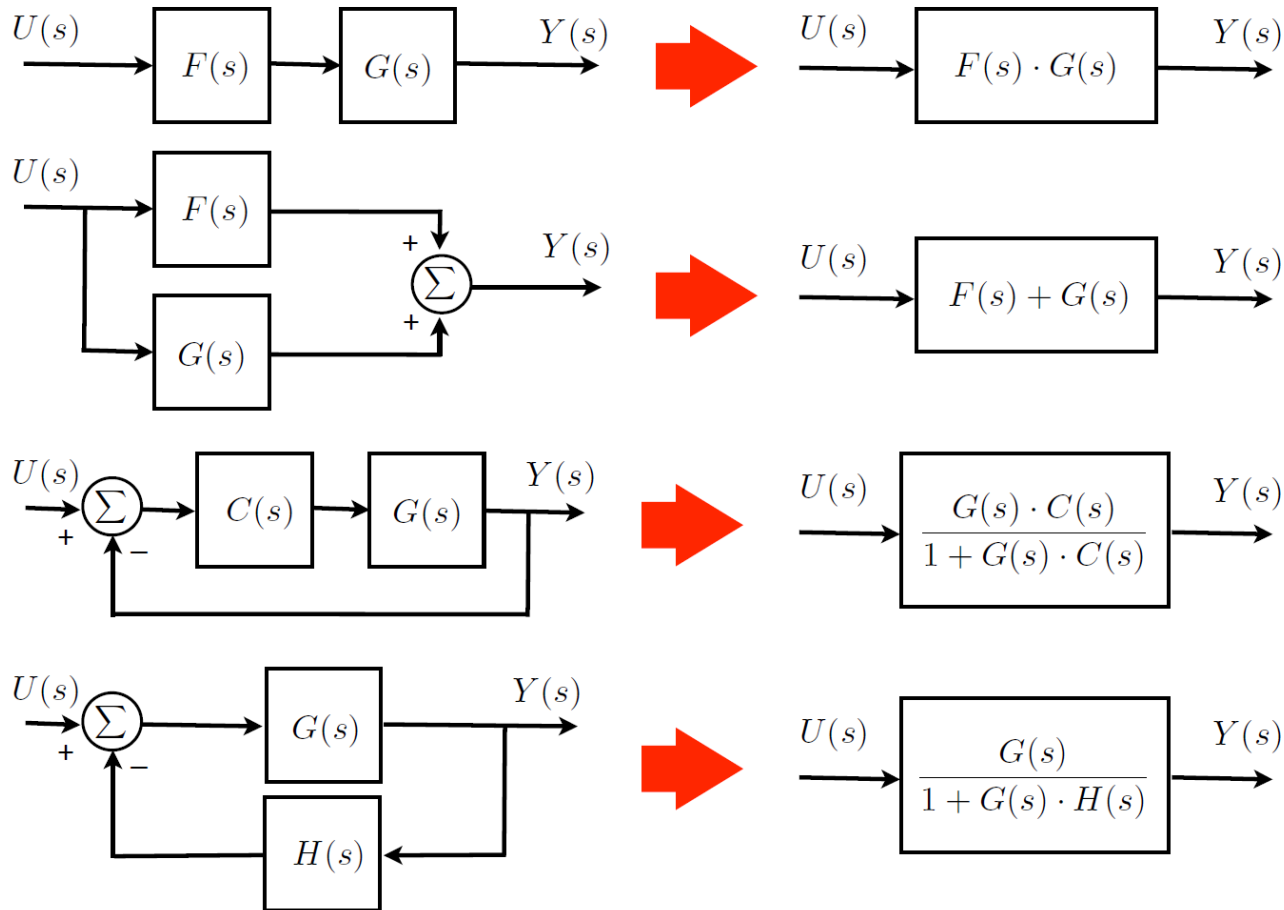 U(s) F(s) G(s) Y(s)
U(s) F(s) · G(s) Y(s)
U(s) F(s) G(s) + + ∑ Y(s)
U(s) F(s) + G(s) Y(s)
U(s) + − ∑ C(s) G(s) Y(s)
U(s) G(s) · C(s) / 1 + G(s) · C(s) Y(s)
U(s) + − ∑ G(s) H(s) Y(s)
U(s) G(s) / 1 + G(s) · H(s) Y(s)